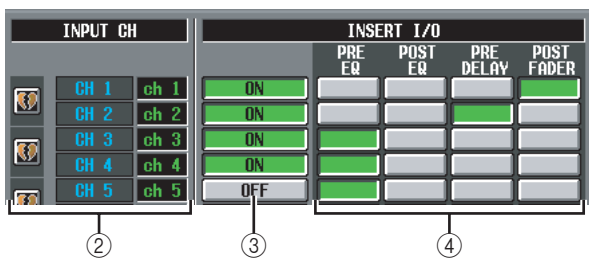 INPUT CH INSERT I/O
PRE EQ POST EQ PRE DELAY POST FADER
CH 1 ch 1 ON
CH 2 ch 2 ON
CH 3 ch 3 ON
CH 4 ch 4 ON
CH 5 ch 5 OFF
2 3 4